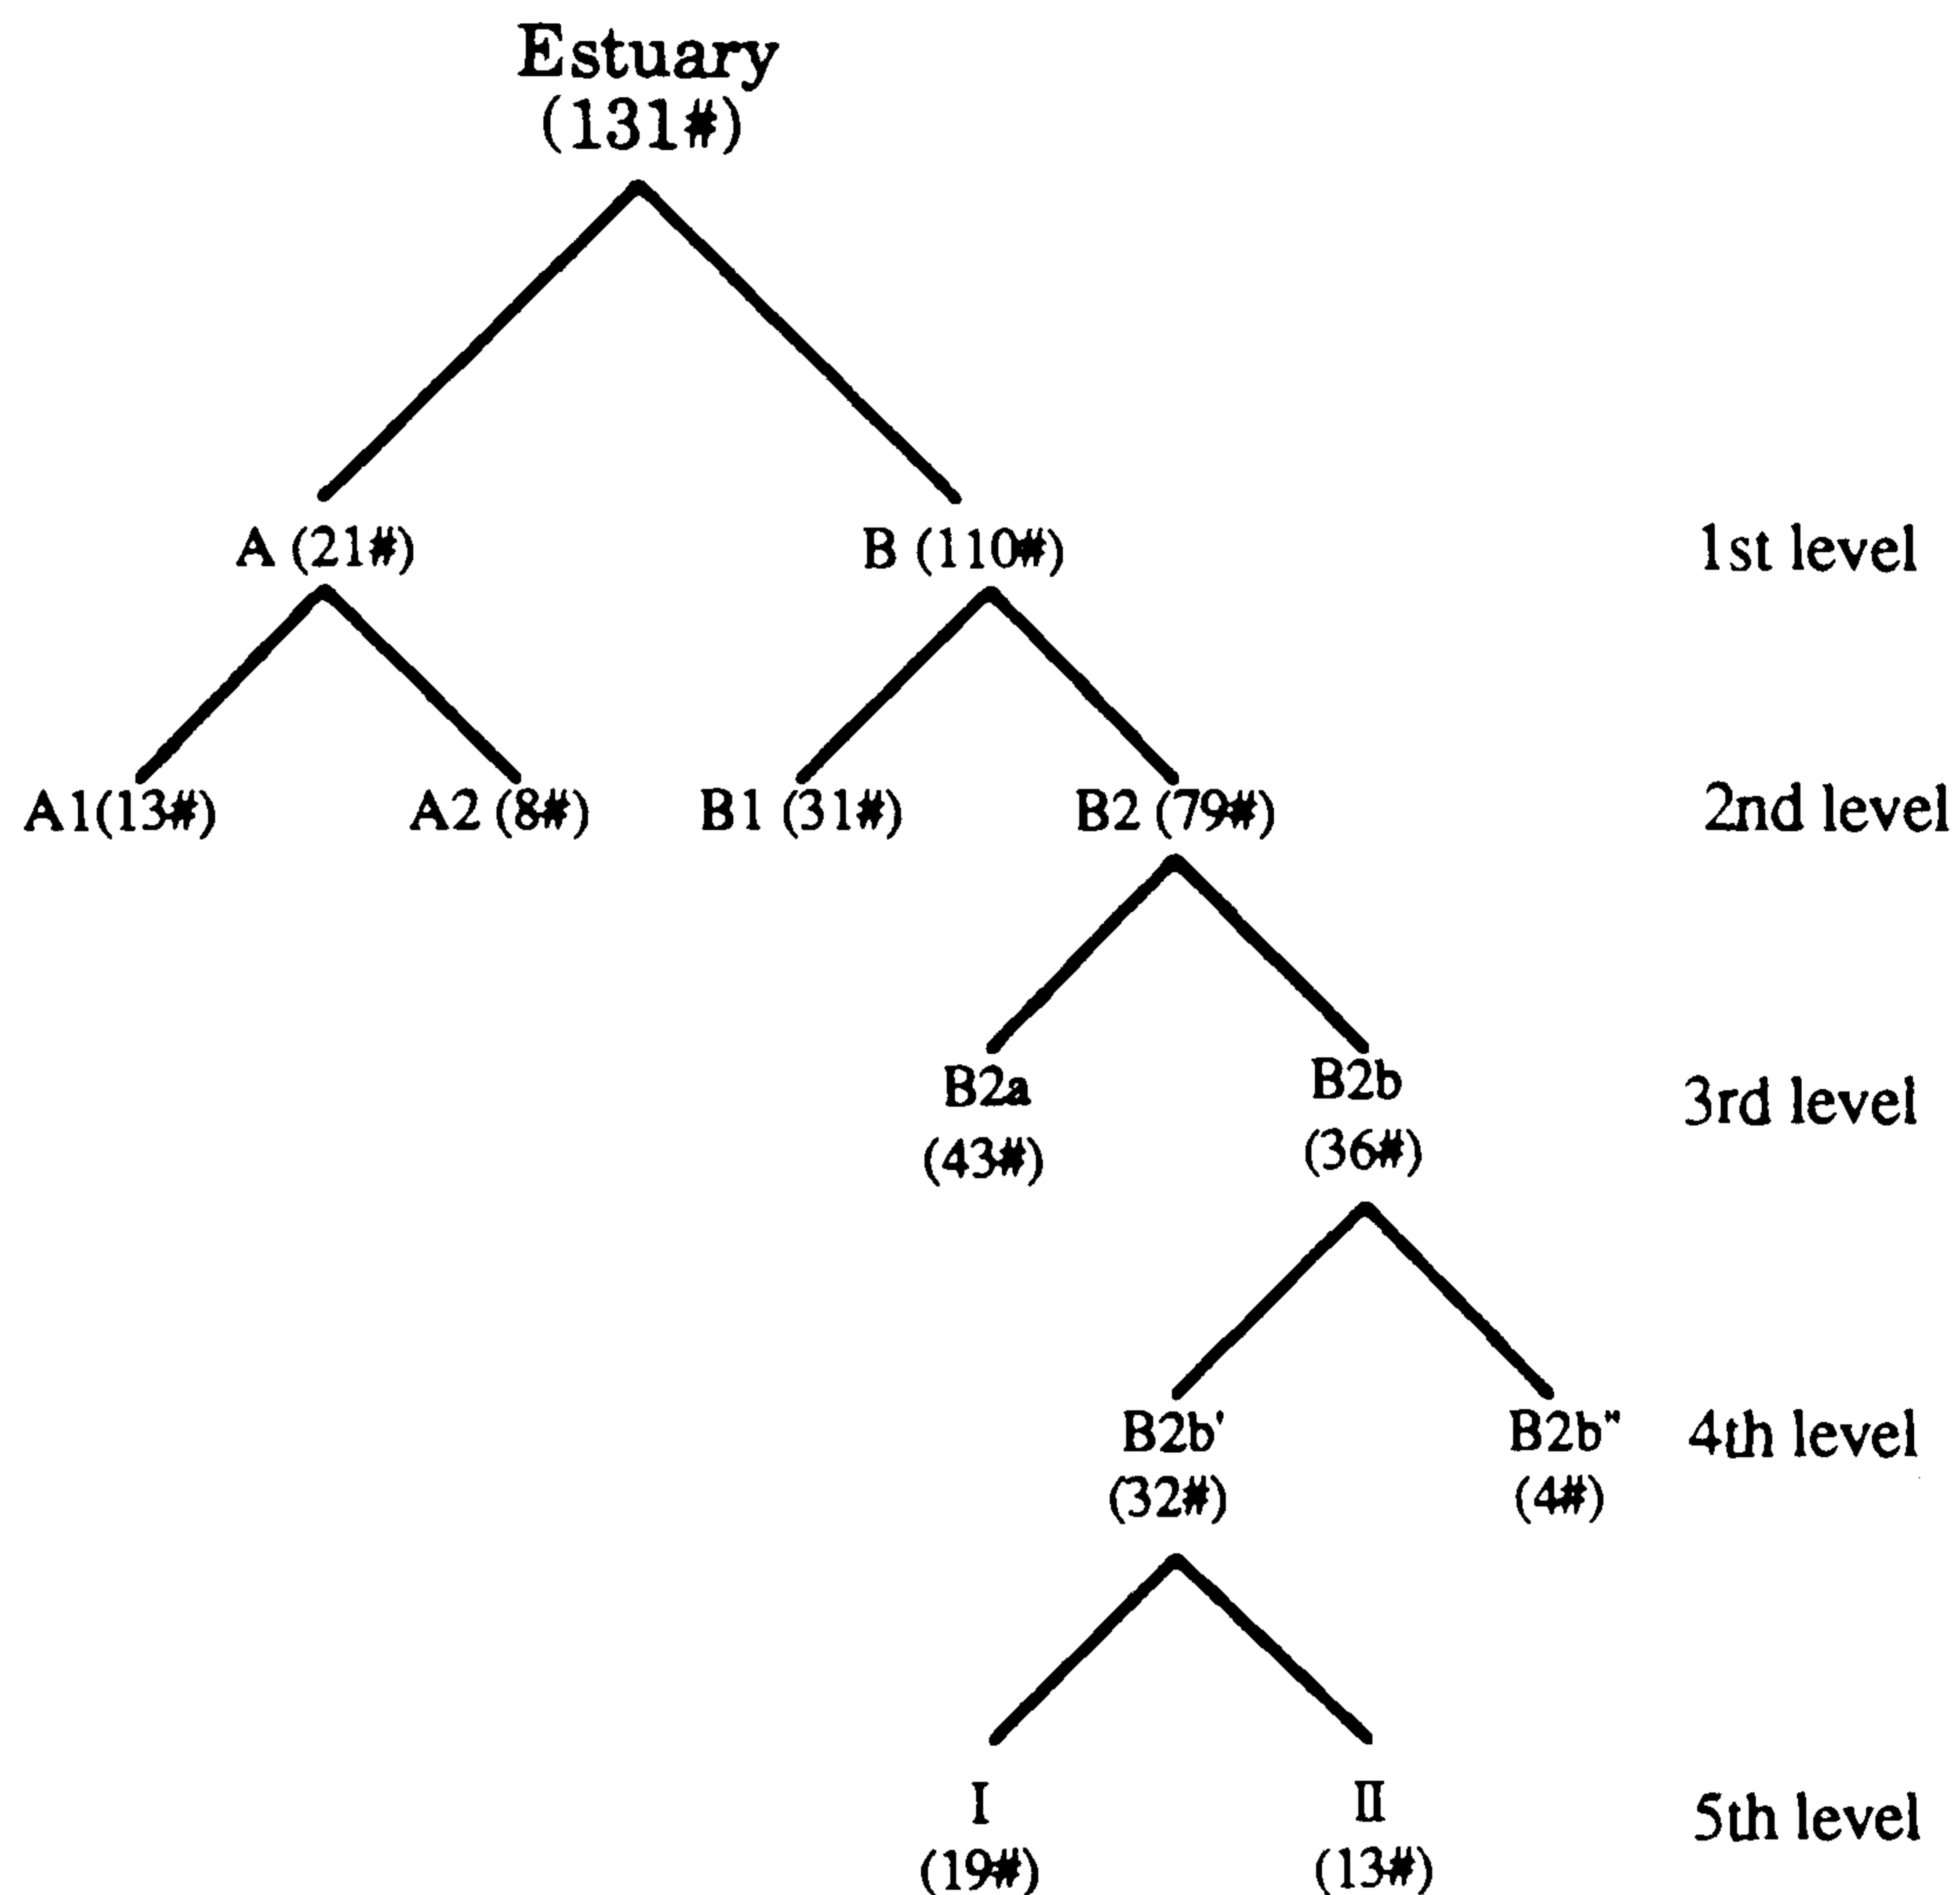 Estuary
(131#)
A (21#) B (110#) 1st level
A1(13#) A2 (8#) B1 (31#) B2 (79#) 2nd level
B2a B2b 3rd level
(43#) (36#)
B2b' B2b" 4th level
(32#) (4#)
I II 5th level
(19#) (13#)